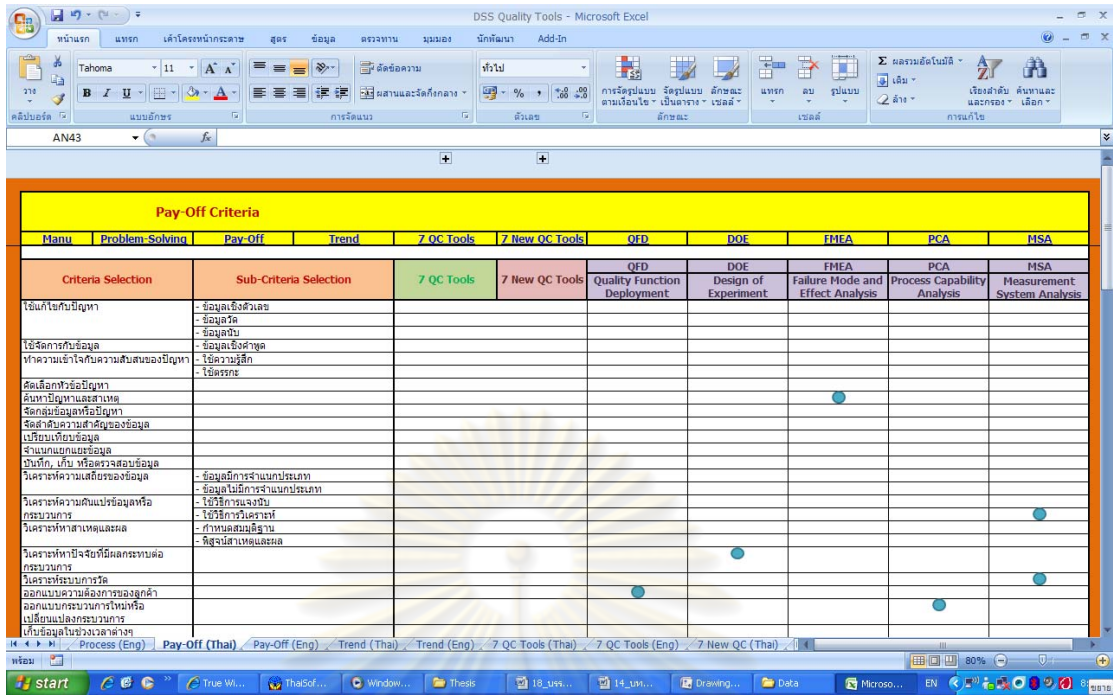 DSS Quality Tools - Microsoft Excel
หน้าแรก แทรก เค้าโครงหน้ากระดาษ สูตร ข้อมูล ตรวจทาน มุมมอง นักพัฒนา Add-In
Tahoma 11 A A ตัดข้อความ ทั่วไป
วาง B I U A ผสานและจัดกึ่งกลาง % , .0 .00 .00 .0
การจัดรูปแบบตามเงื่อนไข จัดรูปแบบเป็นตาราง ลักษณะเซลล์ แทรก ลบ รูปแบบ
Σ ผลรวมอัตโนมัติ
เติม
ล้าง
เรียงลำดับและกรอง ค้นหาและเลือก
คลิปบอร์ด แบบอักษร การจัดแนว ตัวเลข ลักษณะ เซลล์ การแก้ไข
AN43 fx
Pay-Off Criteria
Manu Problem-Solving Pay-Off Trend 7 QC Tools 7 New QC Tools QFD DOE FMEA PCA MSA
Criteria Selection Sub-Criteria Selection 7 QC Tools 7 New QC Tools
QFD DOE FMEA PCA MSA
Quality Function Deployment Design of Experiment Failure Mode and Effect Analysis Process Capability Analysis Measurement System Analysis
ใช้แก้ไขกับปัญหา - ข้อมูลเชิงตัวเลข
- ข้อมูลวัด
- ข้อมูลนับ
ใช้จัดการกับข้อมูล - ข้อมูลเชิงคำพูด
ทำความเข้าใจกับความสับสนของปัญหา - ใช้ความรู้สึก
- ใช้ตรรกะ
คัดเลือกหัวข้อปัญหา
ค้นหาปัญหาและสาเหตุ
จัดกลุ่มข้อมูลหรือปัญหา
จัดลำดับความสำคัญของข้อมูล
เปรียบเทียบข้อมูล
จำแนกแยกแยะข้อมูล
บันทึก, เก็บ หรือตรวจสอบข้อมูล
วิเคราะห์ความเสถียรของข้อมูล - ข้อมูลมีการจำแนกประเภท
- ข้อมูลไม่มีการจำแนกประเภท
วิเคราะห์ความผันแปรข้อมูลหรือ - ใช้วิธีการแจงนับ
กระบวนการ - ใช้วิธีการวิเคราะห์
วิเคราะห์หาสาเหตุและผล - กำหนดสมมุติฐาน
- พิสูจน์สาเหตุและผล
วิเคราะห์หาปัจจัยที่มีผลกระทบต่อ
กระบวนการ
วิเคราะห์ระบบการวัด
ออกแบบความต้องการของลูกค้า
ออกแบบกระบวนการใหม่หรือ
เปลี่ยนแปลงกระบวนการ
เก็บข้อมูลในช่วงเวลาต่างๆ
Process (Eng) Pay-Off (Thai) Pay-Off (Eng) Trend (Thai) Trend (Eng) 7 QC Tools (Thai) 7 QC Tools (Eng) 7 New QC (Thai)
พร้อม 80%
start True Wi... ThaiSof... Window... Thesis 18_บรร... 14_บท... Drawing... Data Microso... EN